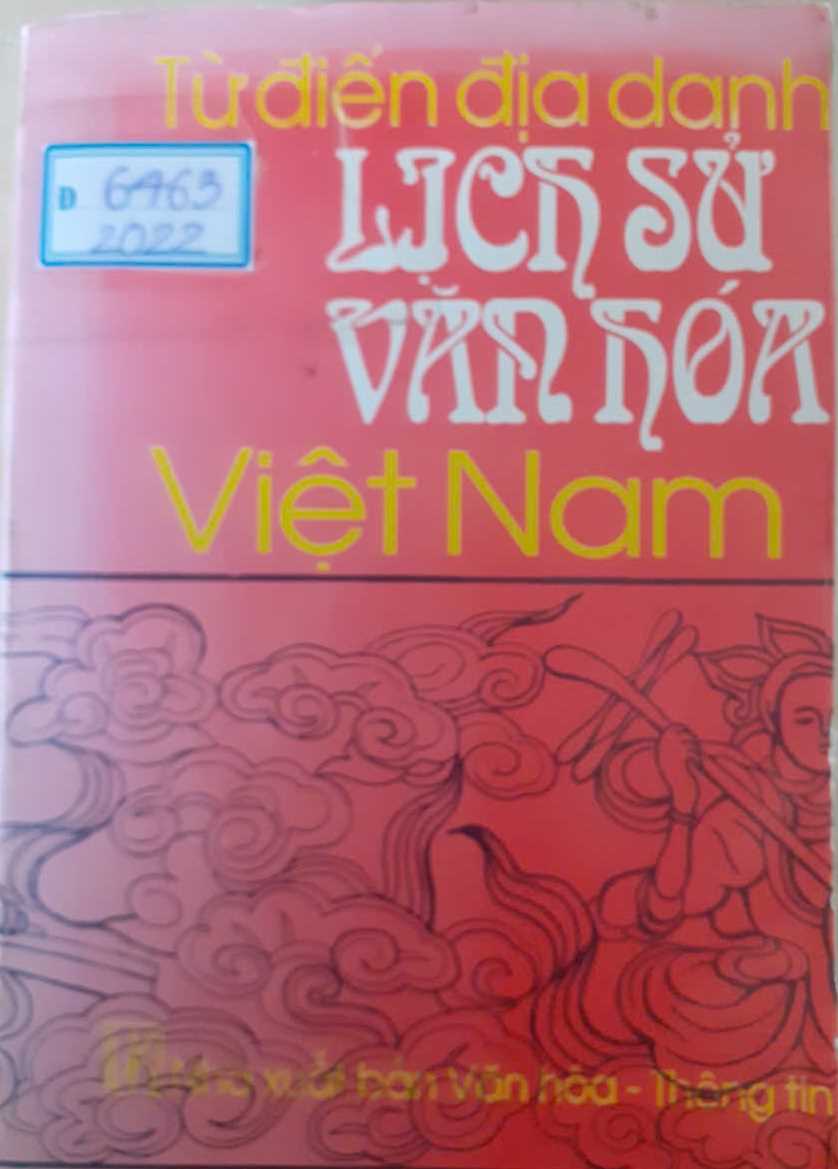 Từ điển địa danh
D 6463
2022
LỊCH SỬ
VĂN HÓA
Việt Nam
Nhà xuất bản Văn hóa - Thông tin